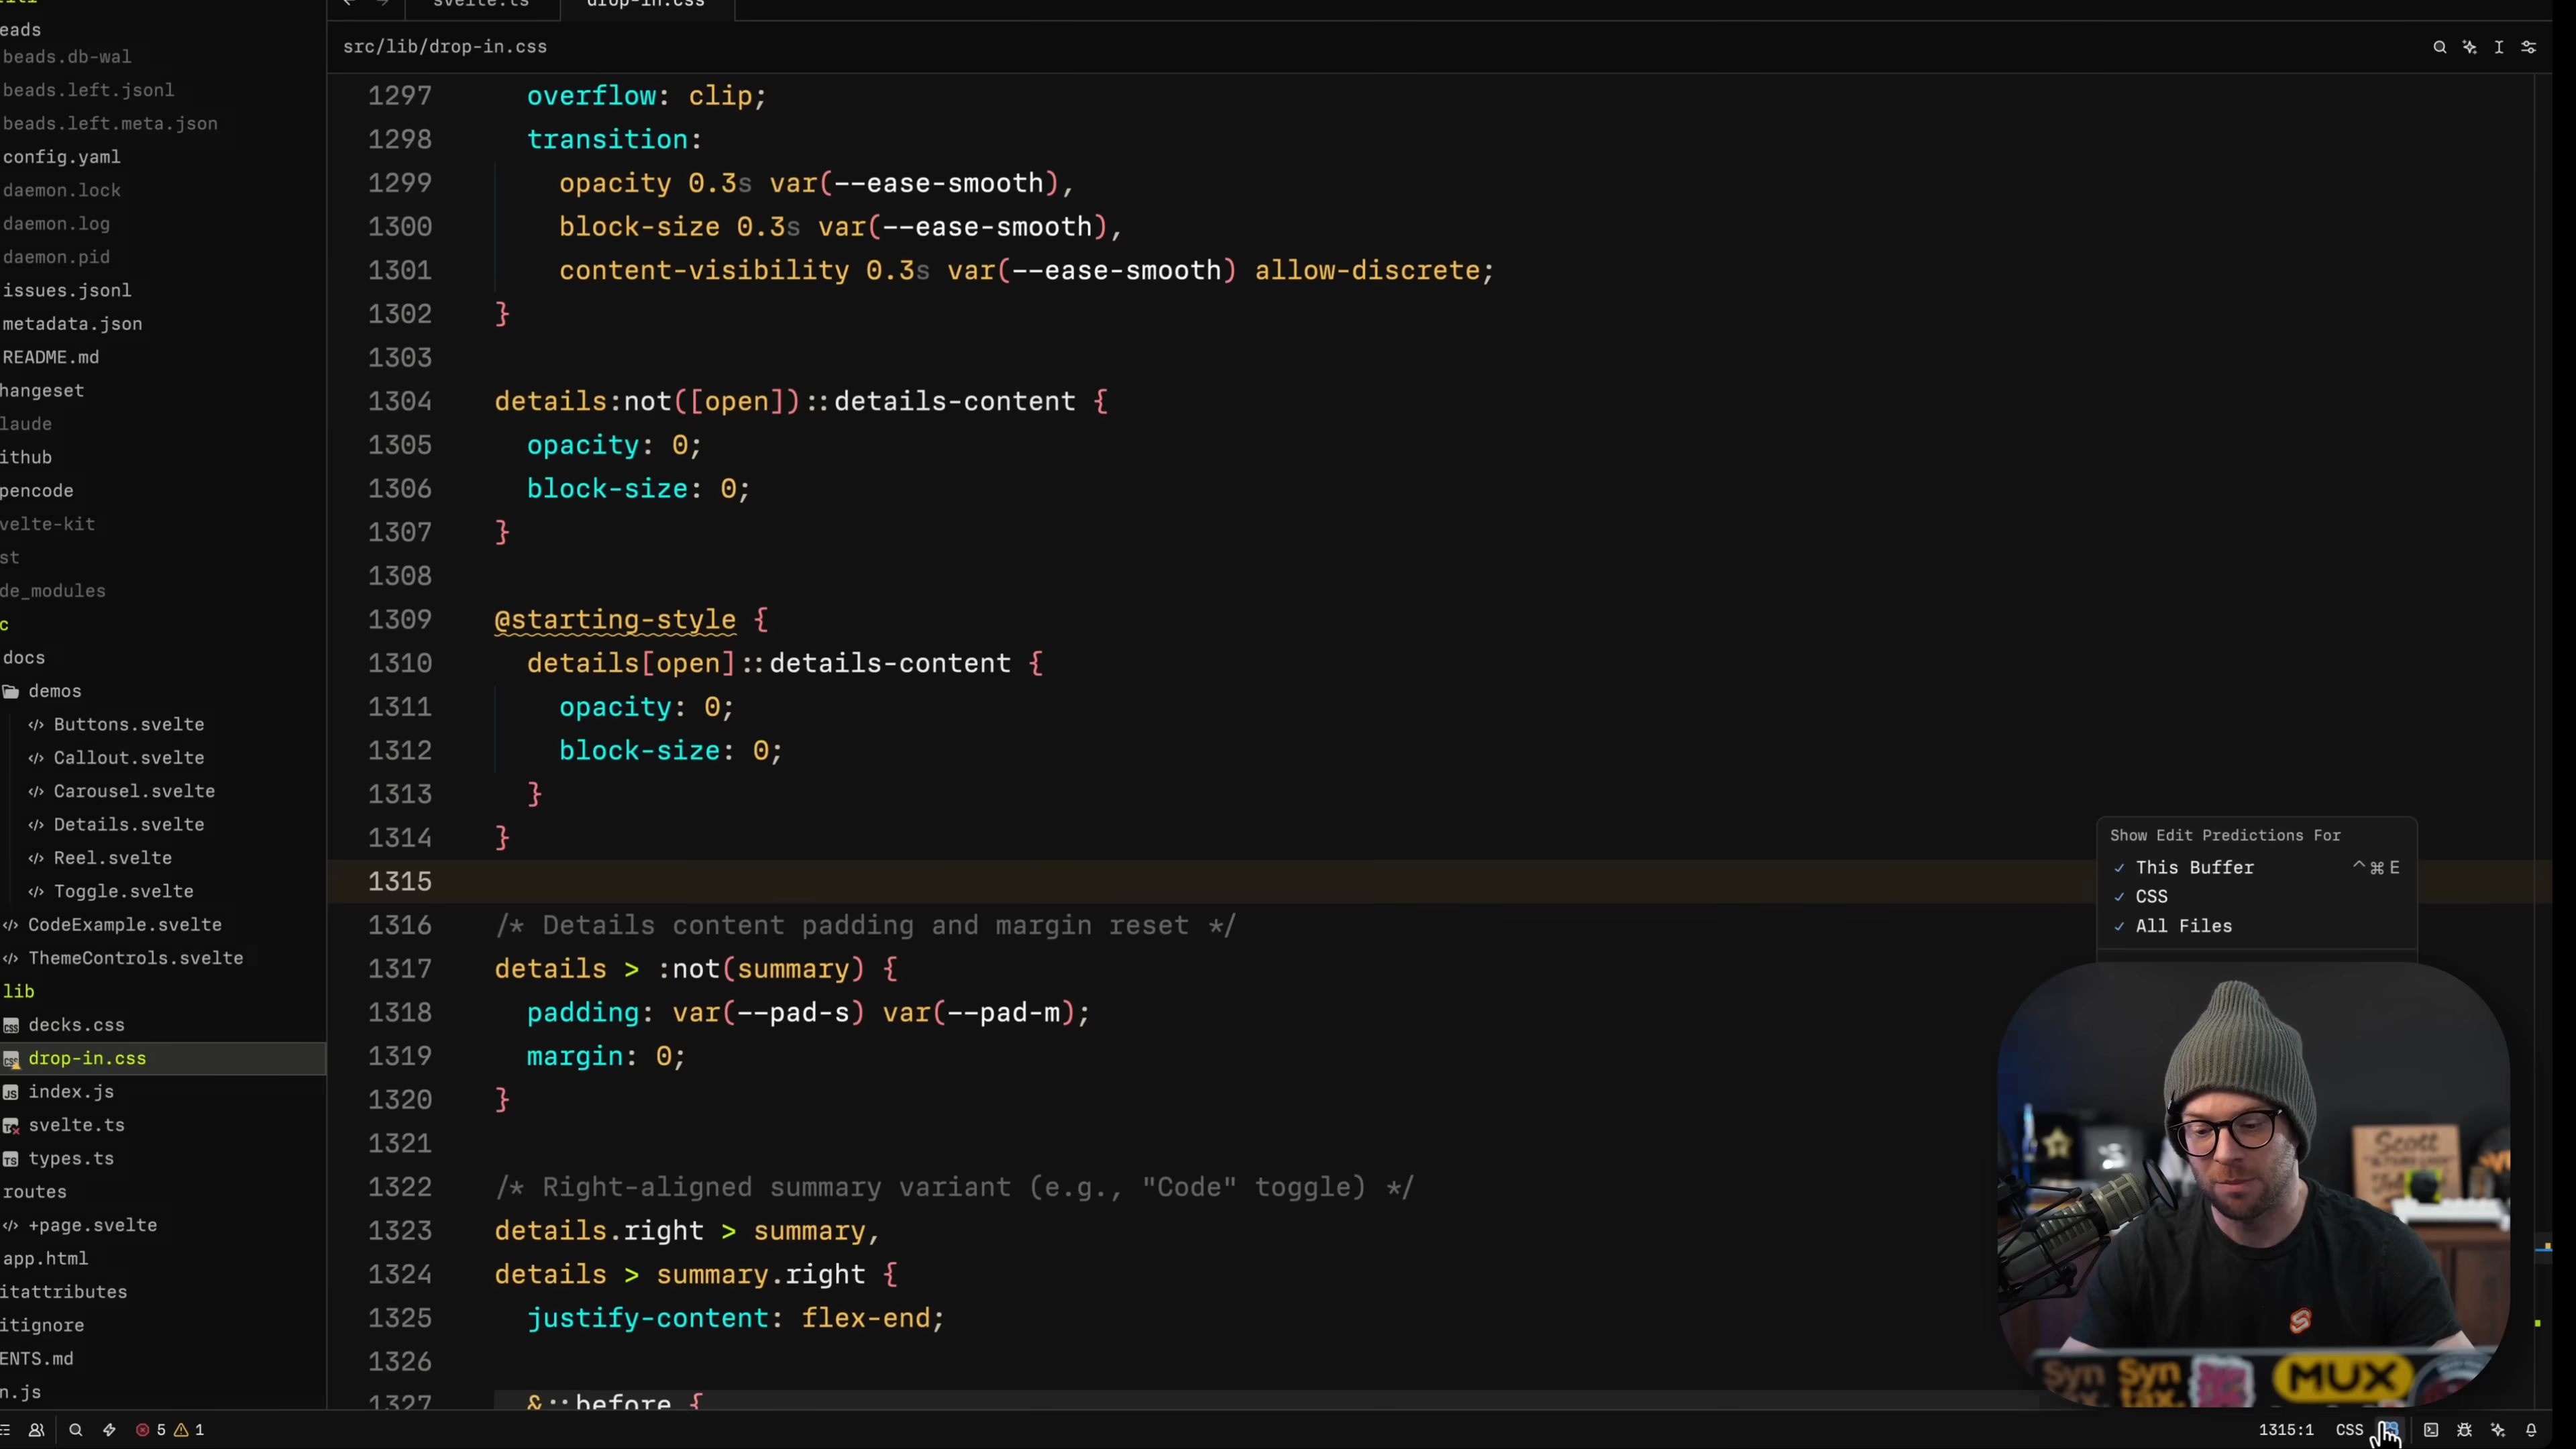 svelte.ts
drop-in.css
src/lib/drop-in.css
eads
beads.db-wal
beads.left.jsonl
beads.left.meta.json
config.yaml
daemon.lock
daemon.log
daemon.pid
issues.jsonl
metadata.json
README.md
hangeset
laude
ithub
pencode
velte-kit
st
de_modules
c
docs
demos
Buttons.svelte
Callout.svelte
Carousel.svelte
Details.svelte
Reel.svelte
Toggle.svelte
CodeExample.svelte
ThemeControls.svelte
lib
decks.css
drop-in.css
index.js
svelte.ts
types.ts
routes
+page.svelte
app.html
itattributes
itignore
ENTS.md
n.js
1297 overflow: clip;
1298 transition:
1299 opacity 0.3s var(--ease-smooth),
1300 block-size 0.3s var(--ease-smooth),
1301 content-visibility 0.3s var(--ease-smooth) allow-discrete;
1302 }
1303
1304 details:not([open])::details-content {
1305 opacity: 0;
1306 block-size: 0;
1307 }
1308
1309 @starting-style {
1310 details[open]::details-content {
1311 opacity: 0;
1312 block-size: 0;
1313 }
1314 }
1315
1316 /* Details content padding and margin reset */
1317 details > :not(summary) {
1318 padding: var(--pad-s) var(--pad-m);
1319 margin: 0;
1320 }
1321
1322 /* Right-aligned summary variant (e.g., "Code" toggle) */
1323 details.right > summary,
1324 details > summary.right {
1325 justify-content: flex-end;
1326
1327 &::before {
Show Edit Predictions For
✓ This Buffer ^⌘E
✓ CSS
✓ All Files
Scott
Syn Syn MUX
tax. tax.
5 1
1315:1 CSS